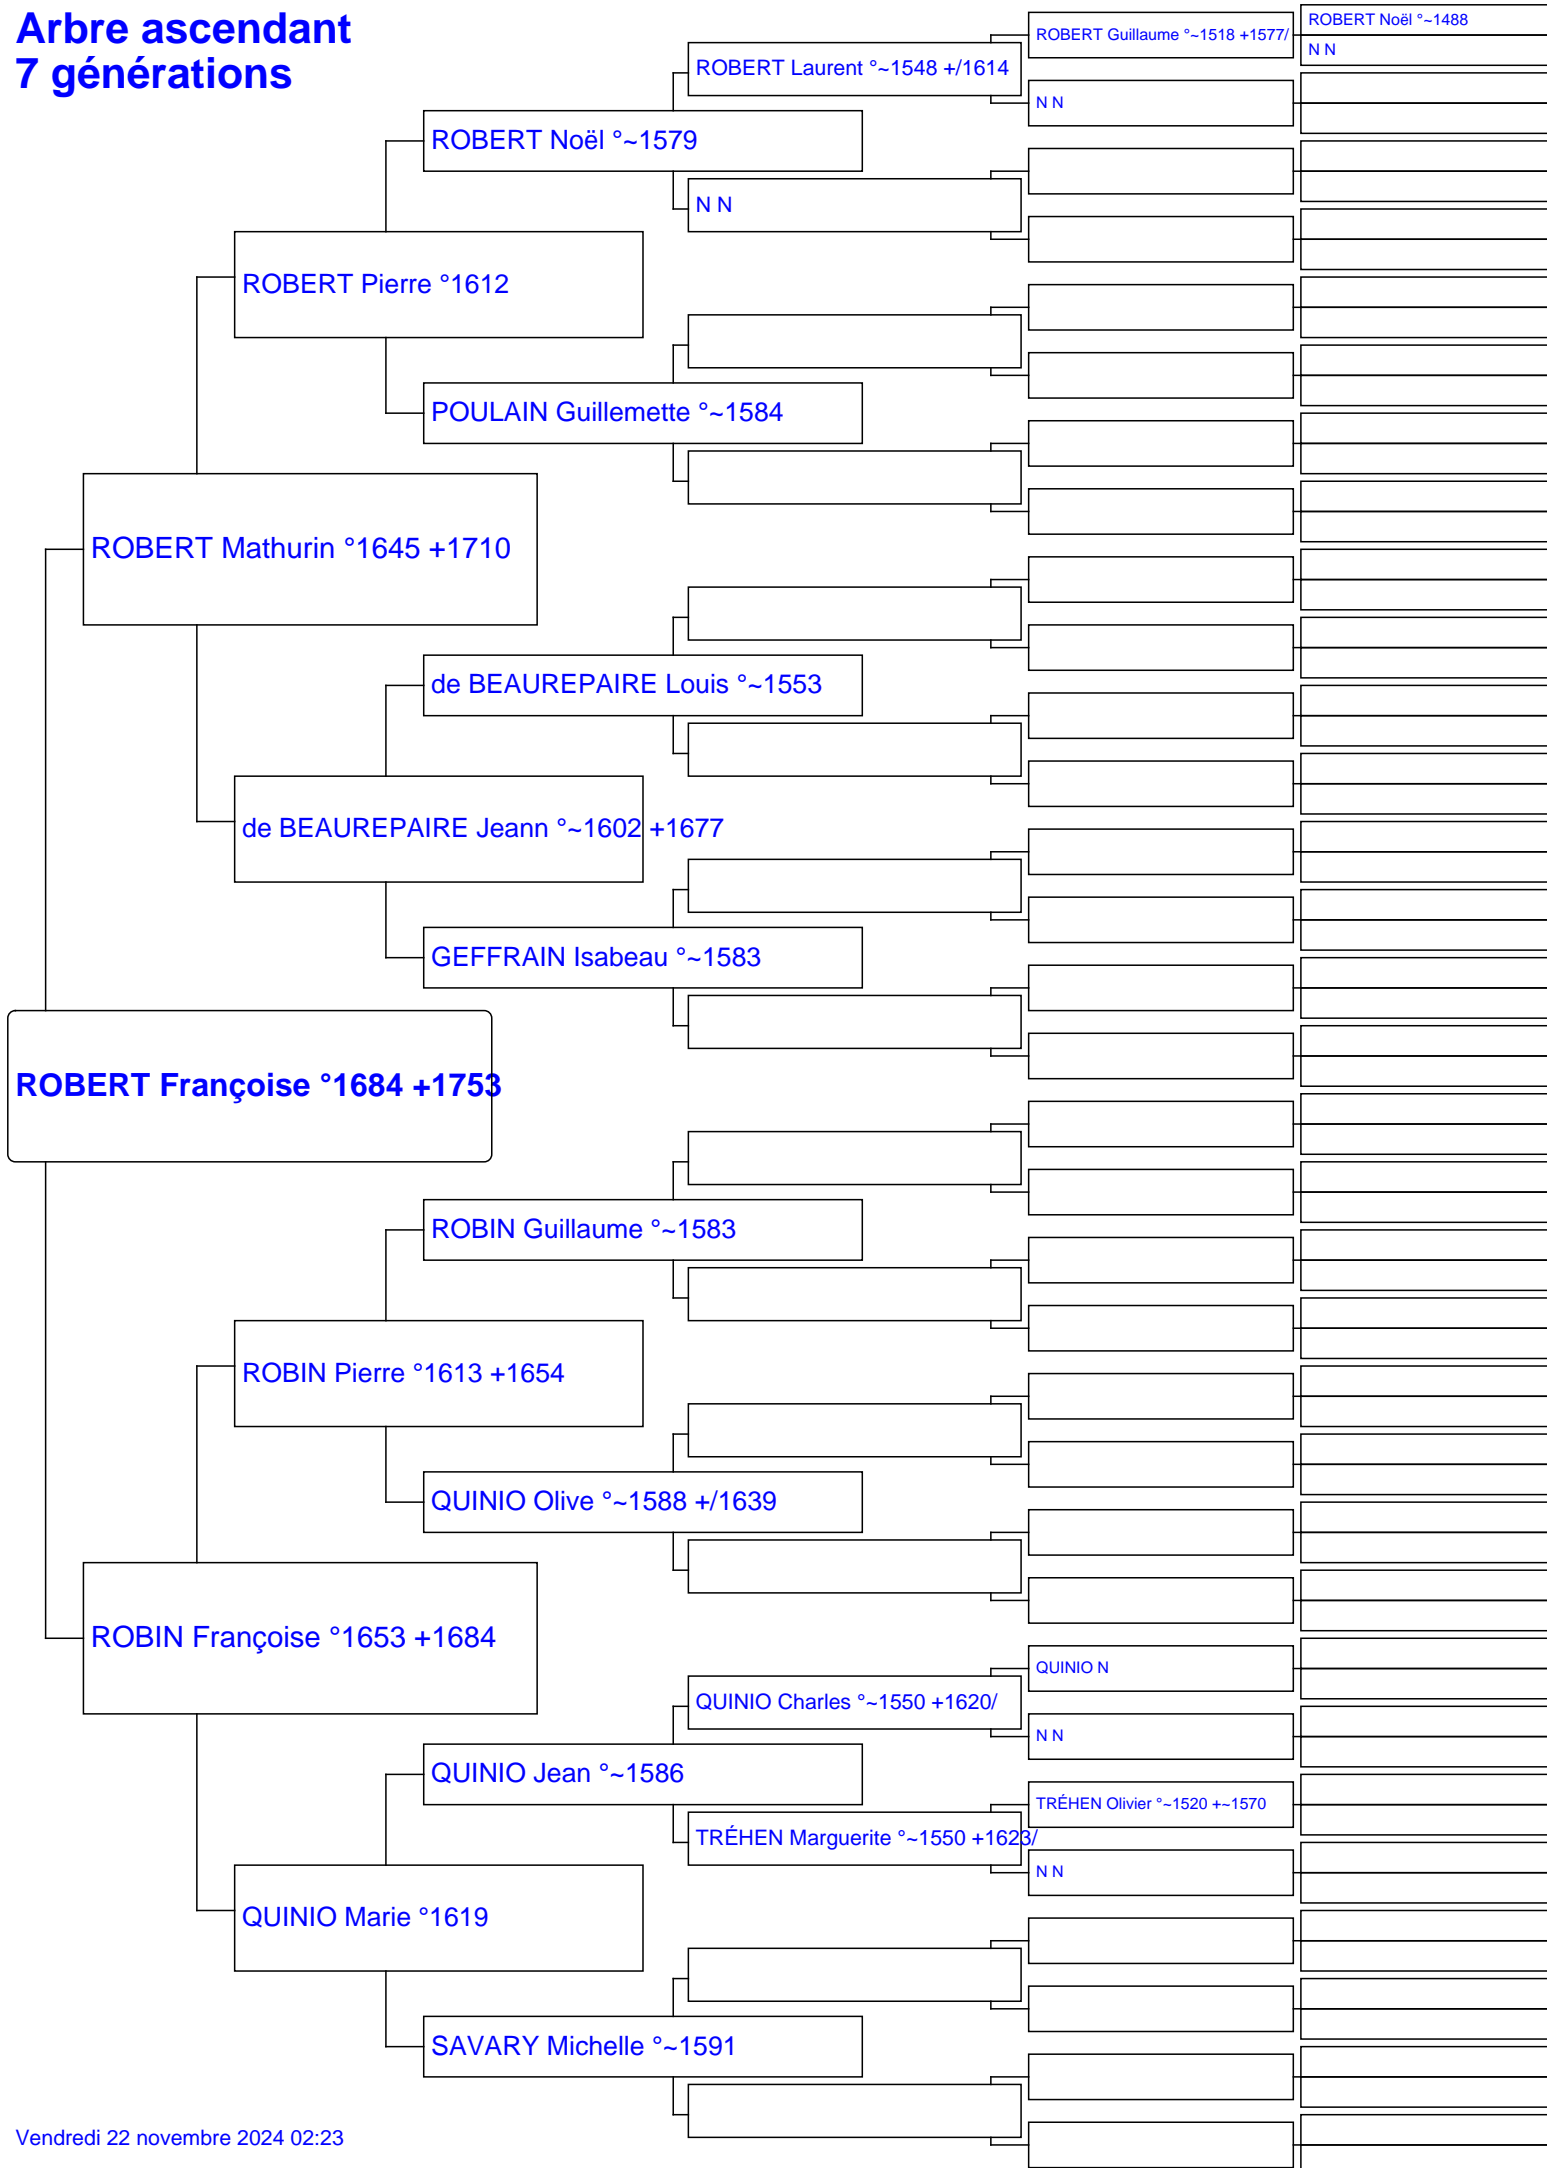 Arbre ascendant
7 générations
ROBERT Guillaume °~1518 +1577/
ROBERT Noël °~1488
N N
ROBERT Laurent °~1548 +/1614
N N
ROBERT Noël °~1579
N N
ROBERT Pierre °1612
POULAIN Guillemette °~1584
ROBERT Mathurin °1645 +1710
de BEAUREPAIRE Louis °~1553
de BEAUREPAIRE Jeann °~1602 +1677
GEFFRAIN Isabeau °~1583
ROBERT Françoise °1684 +1753
ROBIN Guillaume °~1583
ROBIN Pierre °1613 +1654
QUINIO Olive °~1588 +/1639
ROBIN Françoise °1653 +1684
QUINIO N
QUINIO Charles °~1550 +1620/
N N
QUINIO Jean °~1586
TRÉHEN Olivier °~1520 +~1570
TRÉHEN Marguerite °~1550 +1623/
N N
QUINIO Marie °1619
SAVARY Michelle °~1591
Vendredi 22 novembre 2024 02:23